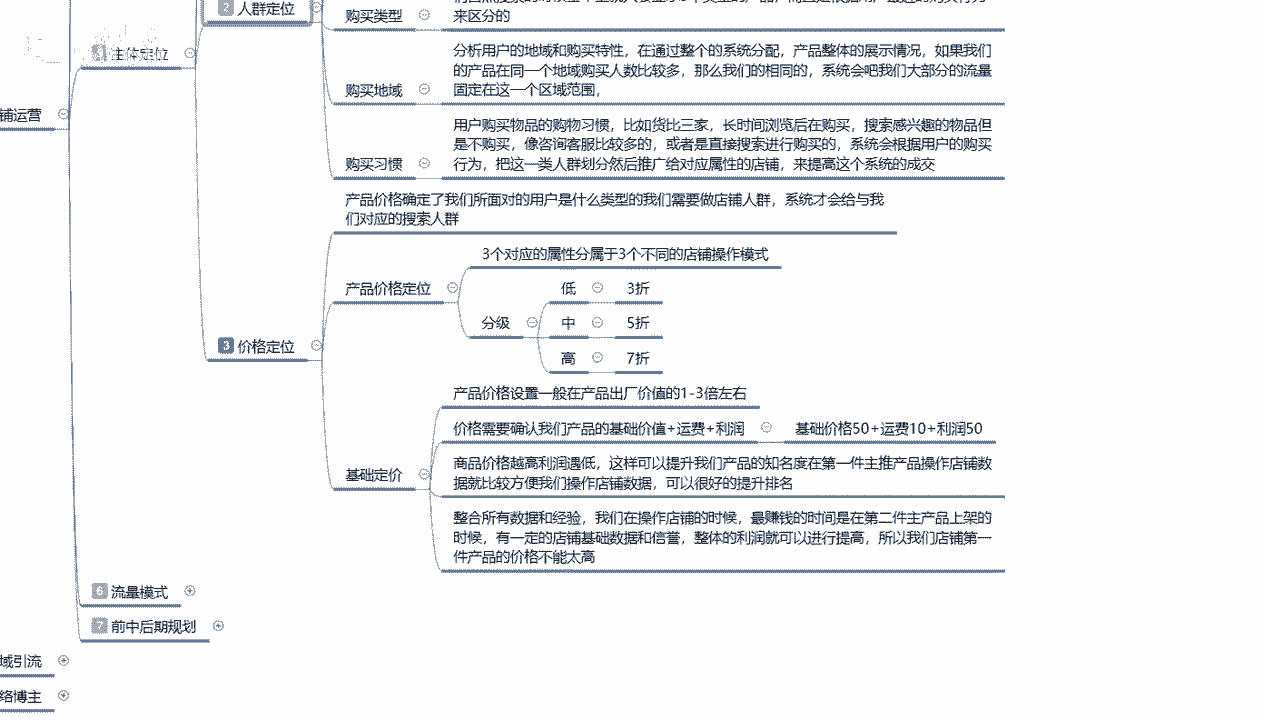 2 人群定位
购买类型
来区分的
主体定位
分析用户的地域和购买特性，在通过整个的系统分配，产品整体的展示情况，如果我们
的产品在同一个地域购买人数比较多，那么我们的相同的，系统会吧我们大部分的流量
固定在这一个区域范围，
购买地域
铺运营
用户购买物品的购物习惯，比如货比三家，长时间浏览后在购买，搜索感兴趣的物品但
是不购买，像咨询客服比较多的，或者是直接搜索进行购买的，系统会根据用户的购买
行为，把这一类人群划分然后推广给对应属性的店铺，来提高这个系统的成交
购买习惯
产品价格确定了我们所面对的用户是什么类型的我们需要做店铺人群，系统才会给与我
们对应的搜索人群
3个对应的属性分属于3个不同的店铺操作模式
产品价格定位
低 3折
分级
中 5折
高 7折
3 价格定位
产品价格设置一般在产品出厂价值的1-3倍左右
价格需要确认我们产品的基础价值+运费+利润
基础价格50+运费10+利润50
商品价格越高利润遇低，这样可以提升我们产品的知名度在第一件主推产品操作店铺数
据就比较方便我们操作店铺数据，可以很好的提升排名
基础定价
整合所有数据和经验，我们在操作店铺的时候，最赚钱的时间是在第二件主产品上架的
时候，有一定的店铺基础数据和信誉，整体的利润就可以进行提高，所以我们店铺第一
件产品的价格不能太高
6 流量模式
7 前中后期规划
域引流
络博主